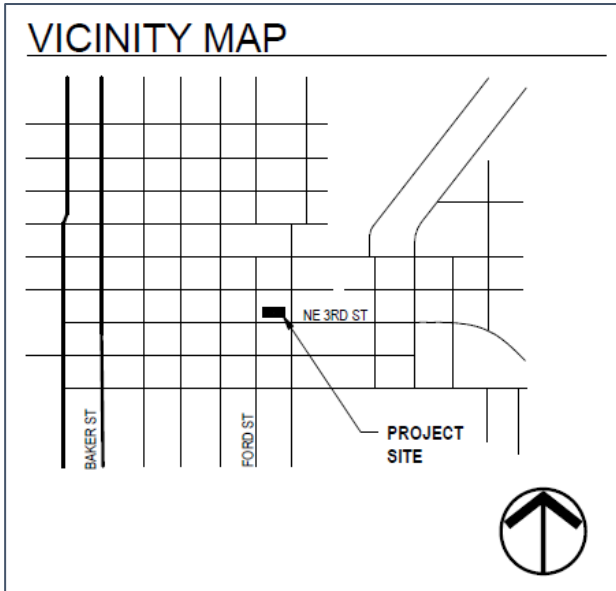 VICINITY MAP
NE 3RD ST
BAKER ST
FORD ST
PROJECT
SITE